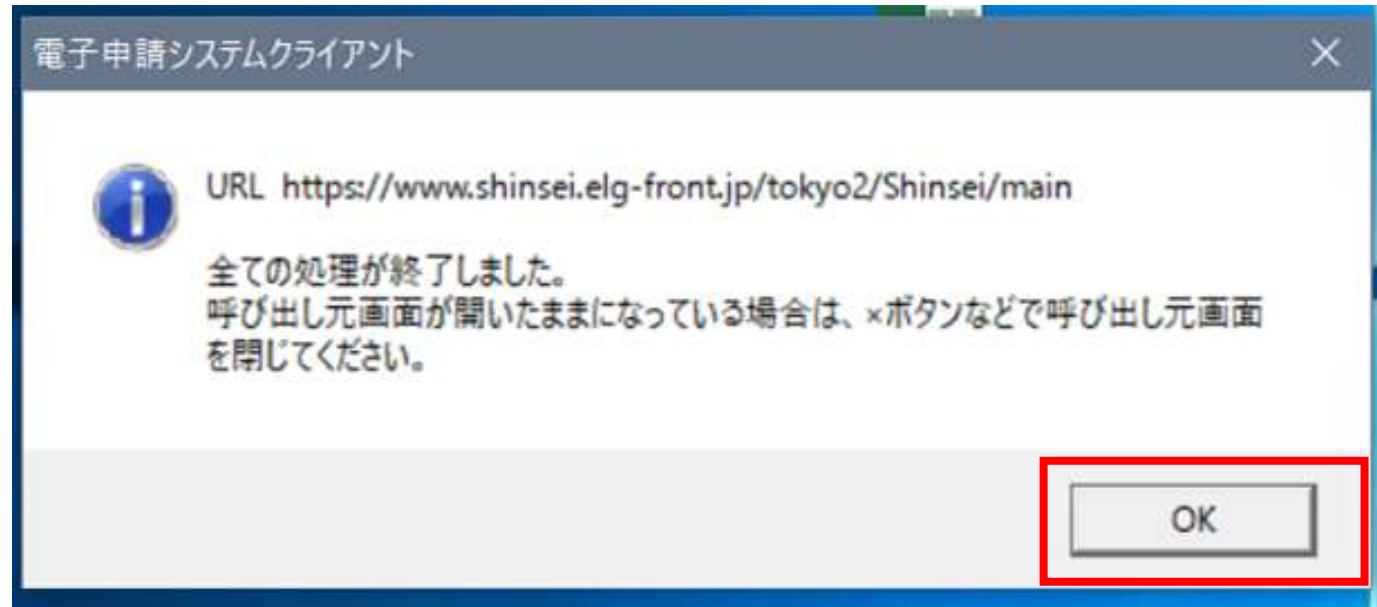 電子申請システムクライアント
URL  https://www.shinsei.elg-front.jp/tokyo2/Shinsei/main
全ての処理が終了しました。
呼び出し元画面が開いたままになっている場合は、×ボタンなどで呼び出し元画面
を閉じてください。
OK